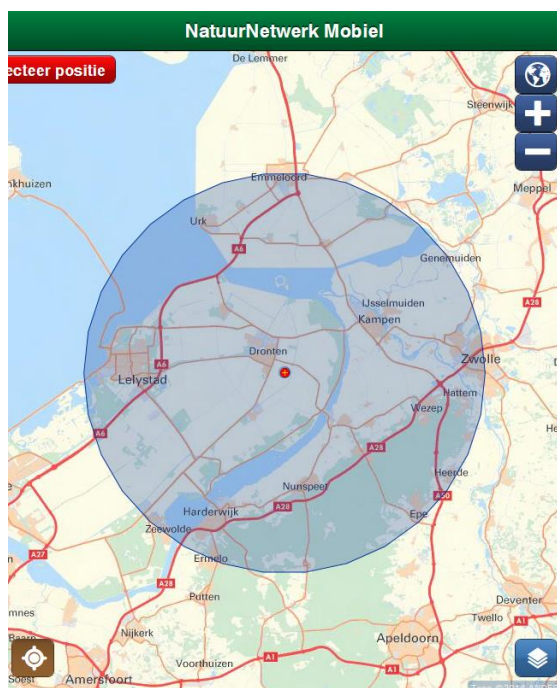 NatuurNetwerk Mobiel
De Lemmer
ecteer positie
Steenwijk
nkhuizen
Emmeloord
Meppel
Urk
A6
Genemuiden
A28
IJsselmuiden
Kampen
Dronten
A6
Zwolle
Lelystad
Hattem
Wezep
A6
A28
Heerde
Nunspeet
A50
Harderwijk
A28
Epe
Zeewolde
A27
Ermelo
A28
Putten
Deventer
mnes
Twello
A1
Nijkerk
Apeldoorn
Baarn
Voorthuizen
A1
A1
Soest
Amersfoort